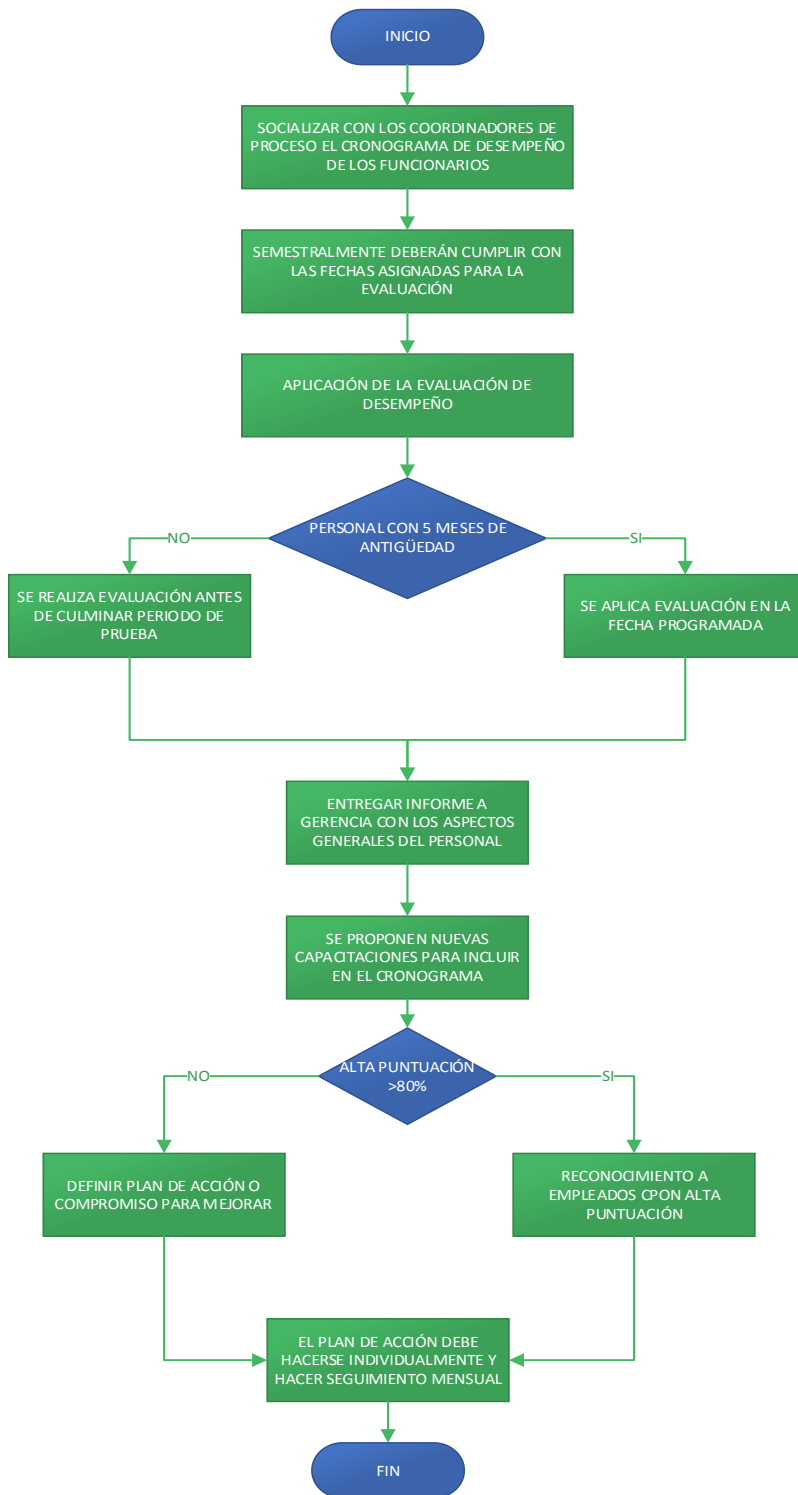 INICIO
SOCIALIZAR CON LOS COORDINADORES DE
PROCESO EL CRONOGRAMA DE DESEMPEÑO
DE LOS FUNCIONARIOS
SEMESTRALMENTE DEBERÁN CUMPLIR CON
LAS FECHAS ASIGNADAS PARA LA
EVALUACIÓN
APLICACIÓN DE LA EVALUACIÓN DE
DESEMPEÑO
PERSONAL CON 5 MESES DE
ANTIGÜEDAD
NO
SI
SE REALIZA EVALUACIÓN ANTES
DE CULMINAR PERIODO DE
PRUEBA
SE APLICA EVALUACIÓN EN LA
FECHA PROGRAMADA
ENTREGAR INFORME A
GERENCIA CON LOS ASPECTOS
GENERALES DEL PERSONAL
SE PROPONEN NUEVAS
CAPACITACIONES PARA INCLUIR
EN EL CRONOGRAMA
ALTA PUNTUACIÓN
>80%
NO
SI
DEFINIR PLAN DE ACCIÓN O
COMPROMISO PARA MEJORAR
RECONOCIMIENTO A
EMPLEADOS CPON ALTA
PUNTUACIÓN
EL PLAN DE ACCIÓN DEBE
HACERSE INDIVIDUALMENTE Y
HACER SEGUIMIENTO MENSUAL
FIN